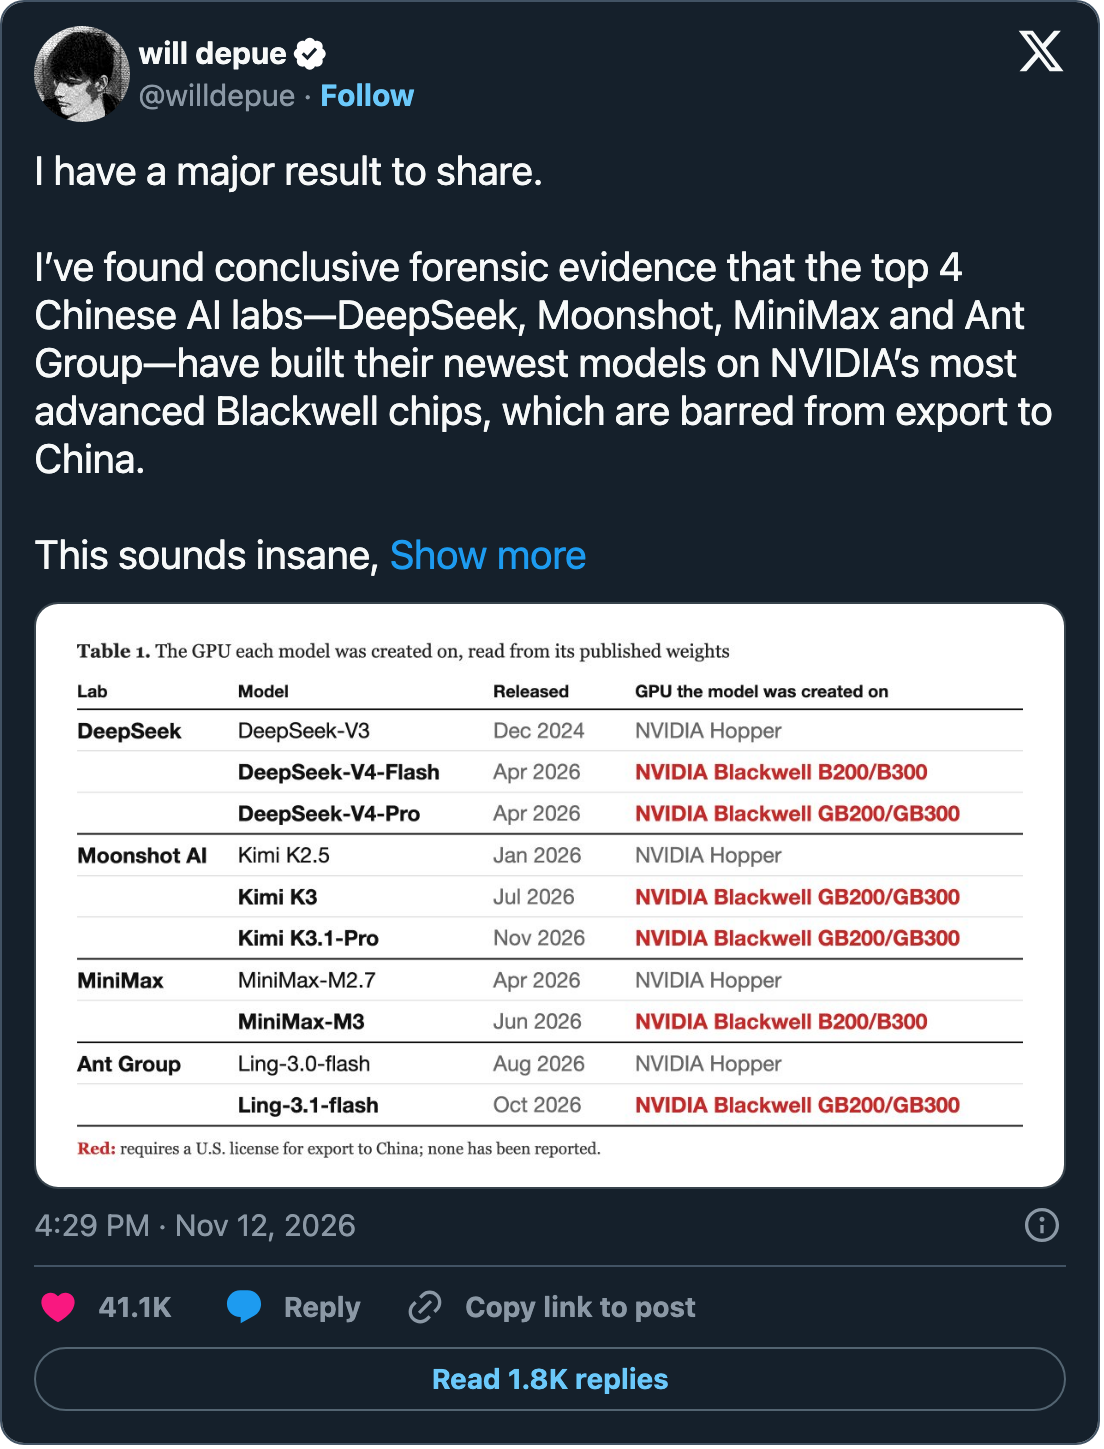 will depue
@willdepue · Follow
I have a major result to share.
I’ve found conclusive forensic evidence that the top 4
Chinese AI labs—DeepSeek, Moonshot, MiniMax and Ant
Group—have built their newest models on NVIDIA’s most
advanced Blackwell chips, which are barred from export to
China.
This sounds insane, Show more
Table 1. The GPU each model was created on, read from its published weights
Lab Model Released GPU the model was created on
DeepSeek DeepSeek-V3 Dec 2024 NVIDIA Hopper
DeepSeek-V4-Flash Apr 2026 NVIDIA Blackwell B200/B300
DeepSeek-V4-Pro Apr 2026 NVIDIA Blackwell GB200/GB300
Moonshot AI Kimi K2.5 Jan 2026 NVIDIA Hopper
Kimi K3 Jul 2026 NVIDIA Blackwell GB200/GB300
Kimi K3.1-Pro Nov 2026 NVIDIA Blackwell GB200/GB300
MiniMax MiniMax-M2.7 Apr 2026 NVIDIA Hopper
MiniMax-M3 Jun 2026 NVIDIA Blackwell B200/B300
Ant Group Ling-3.0-flash Aug 2026 NVIDIA Hopper
Ling-3.1-flash Oct 2026 NVIDIA Blackwell GB200/GB300
Red: requires a U.S. license for export to China; none has been reported.
4:29 PM · Nov 12, 2026
41.1K Reply Copy link to post
Read 1.8K replies